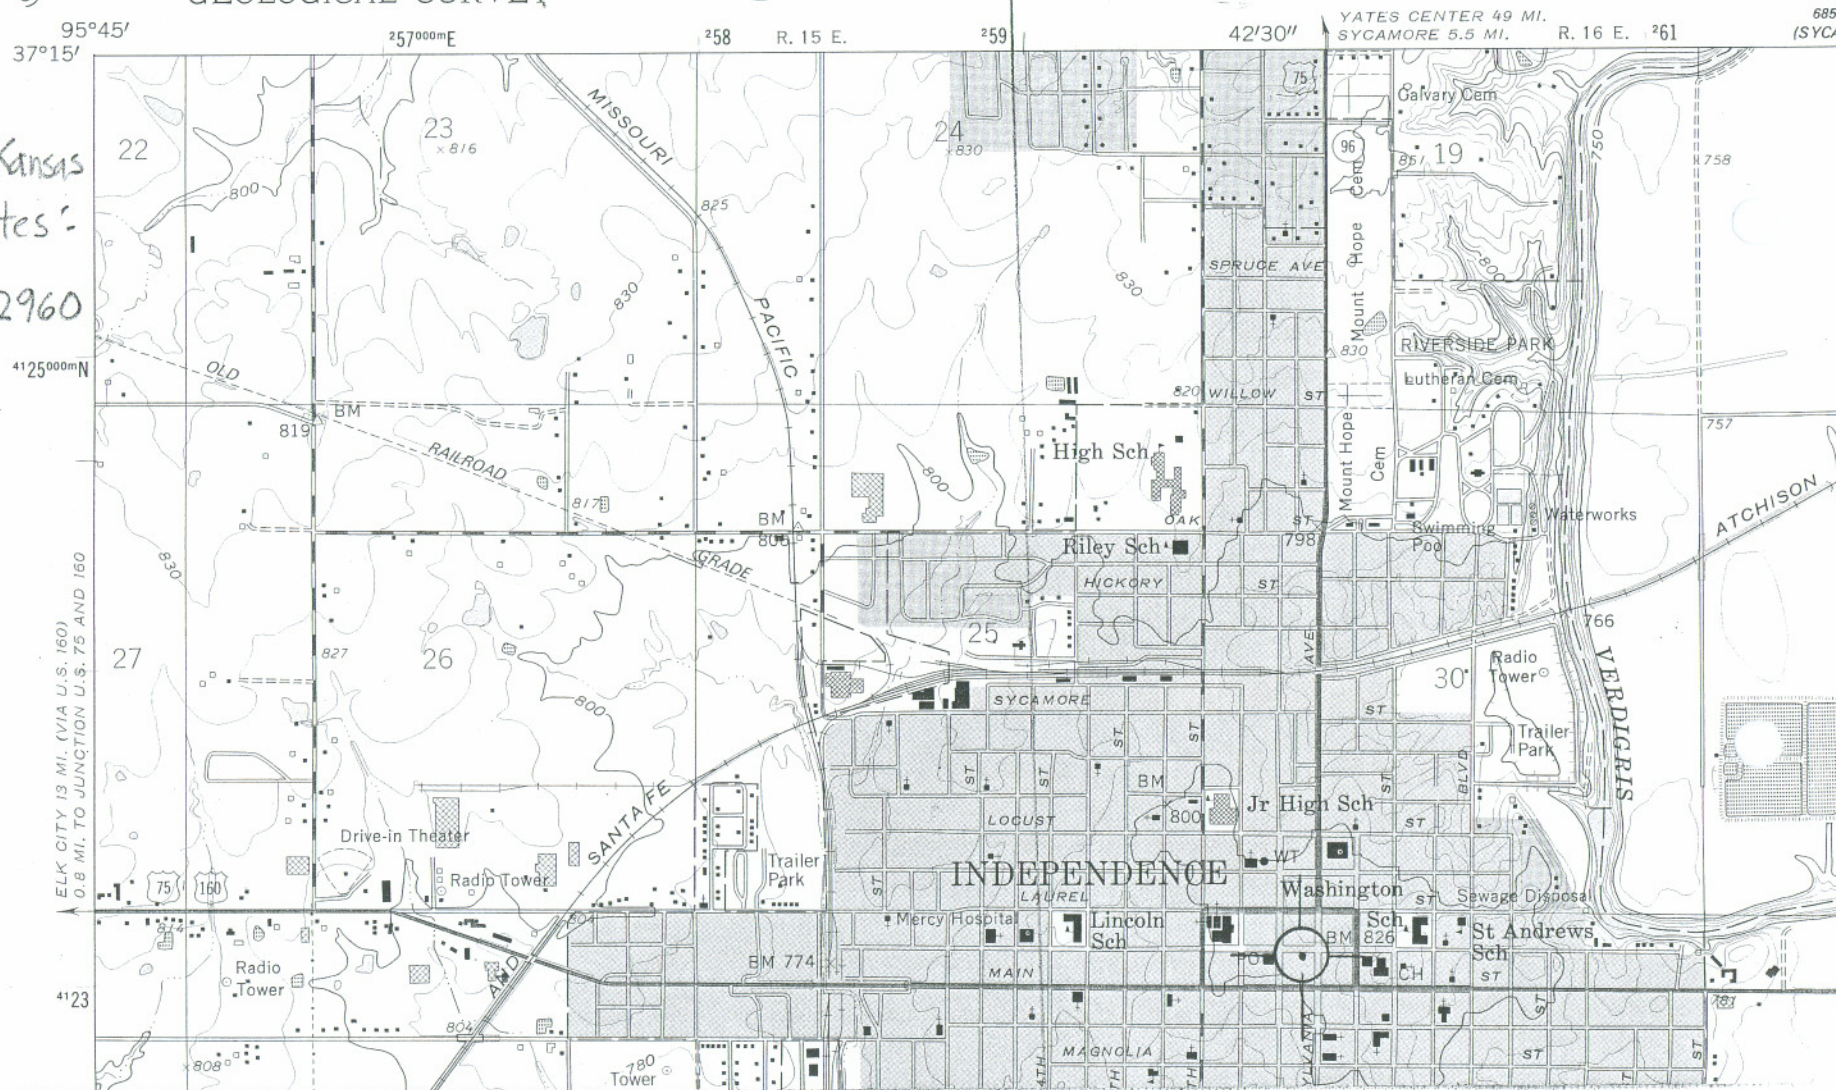 GEOLOGICAL SURVEY
95°45′
37°15′
257000mE
258
R. 15 E.
259
42′30″
YATES CENTER 49 MI.
SYCAMORE 5.5 MI.
R. 16 E.
261
685
(SYCA
Kansas
tes:
2960
22
23
816
24
830
75
Calvary Cem
96
851
19
750
758
MISSOURI
PACIFIC
800
825
830
830
SPRUCE AVE
Mount Hope Cem
800
830
RIVERSIDE PARK
4125000mN
OLD
RAILROAD
GRADE
BM
819
Lutheran Cem
820
WILLOW ST
757
High Sch
800
Mount Hope
Cem
817
BM
OAK
ST
798
Swimming
Waterworks
ATCHISON
830
Riley Sch
HICKORY
ST
27
827
26
25
AVE
766
30
Radio
Tower
VERDIGRIS
800
SYCAMORE
ST
ST
ST
Trailer
Park
ELK CITY 13 MI. (VIA U.S. 160)
0.8 MI. TO JUNCTION U.S. 75 AND 160
ST
ST
BM
800
Jr High Sch
ST
BLVD
Drive-in Theater
SANTA FE
AND
LOCUST
ST
75
160
Radio Tower
Trailer
Park
ST
INDEPENDENCE
WT
LAUREL
Washington
Sch
ST
Sewage Disposal
814
804
Mercy Hospital
Lincoln
Sch
BM
826
St Andrews
Sch
Radio
Tower
BM 774
MAIN
CH
ST
4123
804
781
ST
808
780
Tower
MAGNOLIA
4TH
TH
TH
YLVANIA
ST
ST